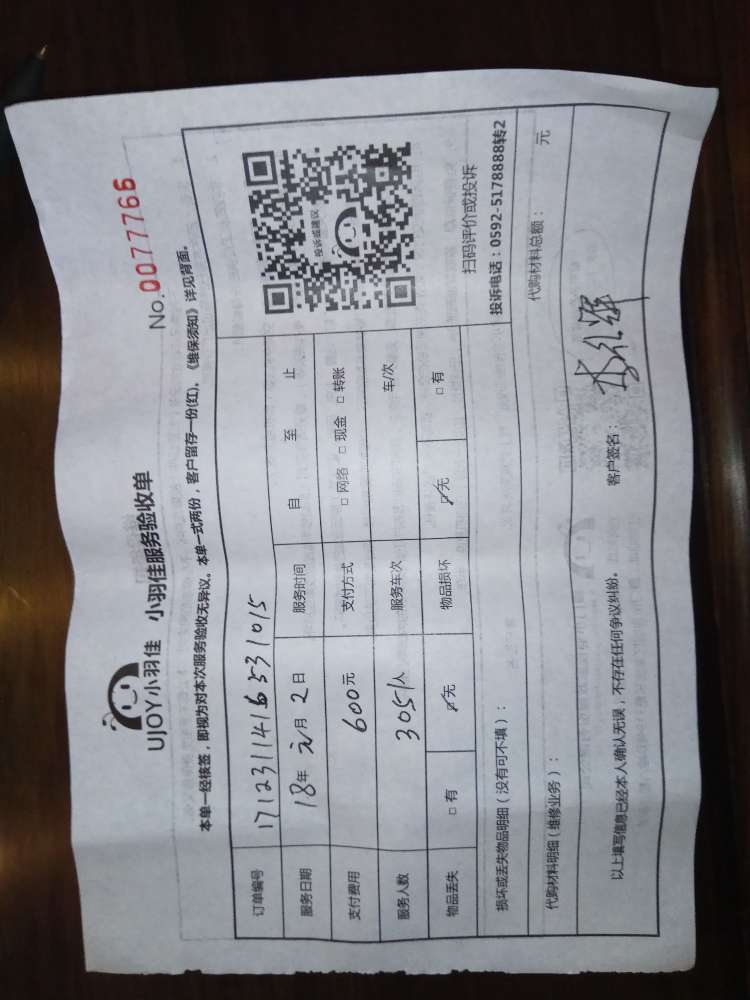 UJOY小羽佳 小羽佳服务验收单
No.0077766
本单一经核签，即视为对本次服务验收无异议。本单一式两份，客户留存一份(红)。《维保须知》详见背面。
订单编号 1712311416531015
服务日期 18年 元月 2日 服务时间 自 至 止
支付费用 600元 支付方式 □网络 □现金 □转账
服务人数 人 服务车次 车/次
物品丢失 □有 ☑无 物品损坏 ☑无 □有
投诉或建议
扫码评价或投诉
投诉电话：0592-5178888转2
损坏或丢失物品明细（没有可不填）：
代购材料明细（维修业务）： 代购材料总额： 元
以上填写信息已经本人确认无误，不存在任何争议纠纷。 客户签名：